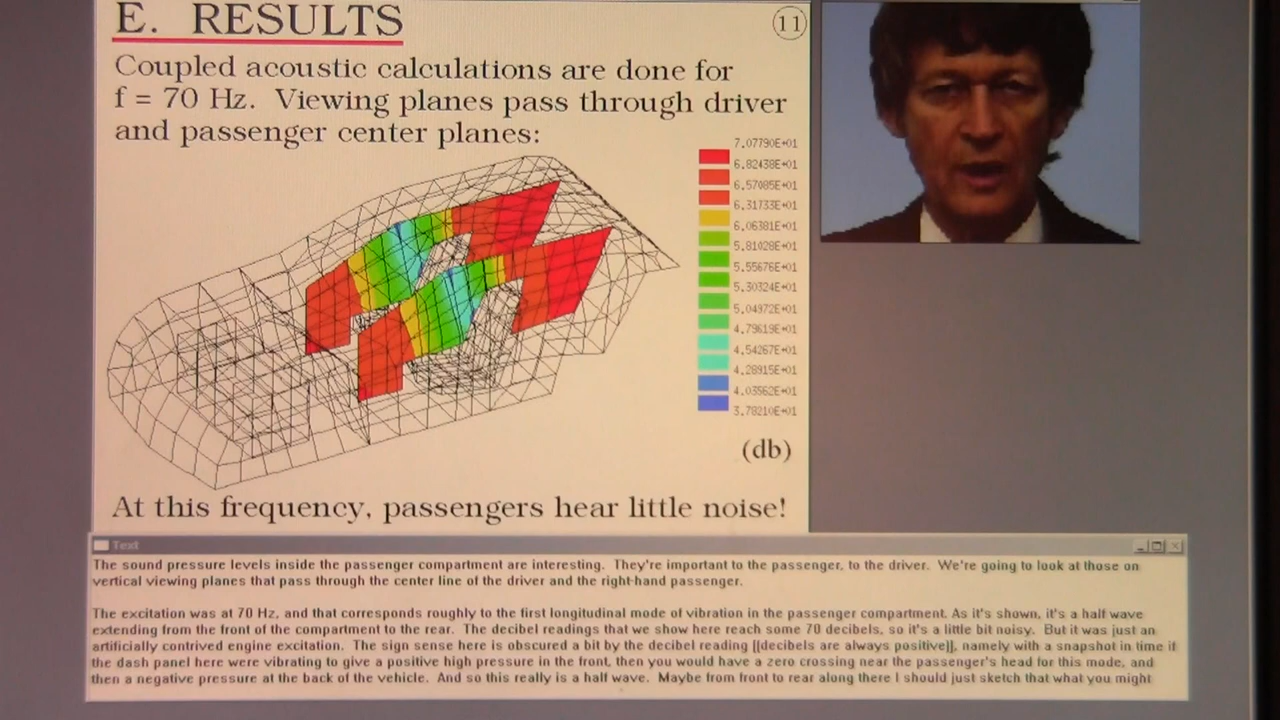 E. RESULTS
11
Coupled acoustic calculations are done for
f = 70 Hz. Viewing planes pass through driver
and passenger center planes:
7.07790E+01
6.82438E+01
6.57085E+01
6.31733E+01
6.06381E+01
5.81028E+01
5.55676E+01
5.30324E+01
5.04972E+01
4.79619E+01
4.54267E+01
4.28915E+01
4.03562E+01
3.78210E+01
(db)
At this frequency, passengers hear little noise!
Text
The sound pressure levels inside the passenger compartment are interesting. They're important to the passenger, to the driver. We're going to look at those on
vertical viewing planes that pass through the center line of the driver and the right-hand passenger.
The excitation was at 70 Hz, and that corresponds roughly to the first longitudinal mode of vibration in the passenger compartment. As it's shown, it's a half wave
extending from the front of the compartment to the rear. The decibel readings that we show here reach some 70 decibels, so it's a little bit noisy. But it was just an
artificially contrived engine excitation. The sign sense here is obscured a bit by the decibel reading [[decibels are always positive]], namely with a snapshot in time if
the dash panel here were vibrating to give a positive high pressure in the front, then you would have a zero crossing near the passenger's head for this mode, and
then a negative pressure at the back of the vehicle. And so this really is a half wave. Maybe from front to rear along there I should just sketch that what you might